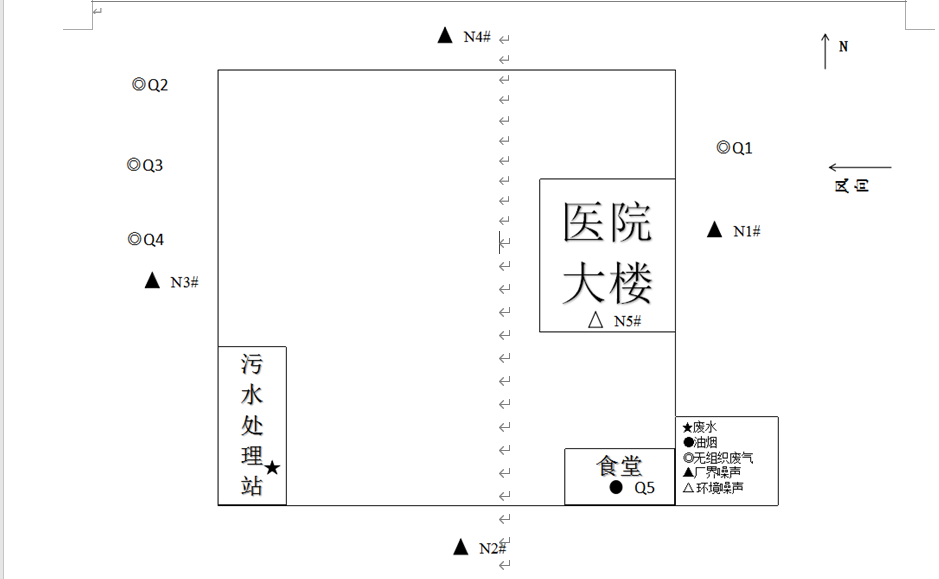 ▲ N4#
N
◎Q2
◎Q1
◎Q3
医院
大楼
△ N5#
▲ N1#
◎Q4
▲ N3#
污
水
处
理
站
★
★废水
●油烟
◎无组织废气
▲厂界噪声
△环境噪声
食堂
● Q5
▲ N2#